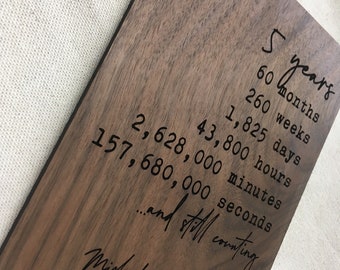 5 years
60 months
260 weeks
1,825 days
43,800 hours
2,628,000 minutes
157,680,000 seconds
...and still counting